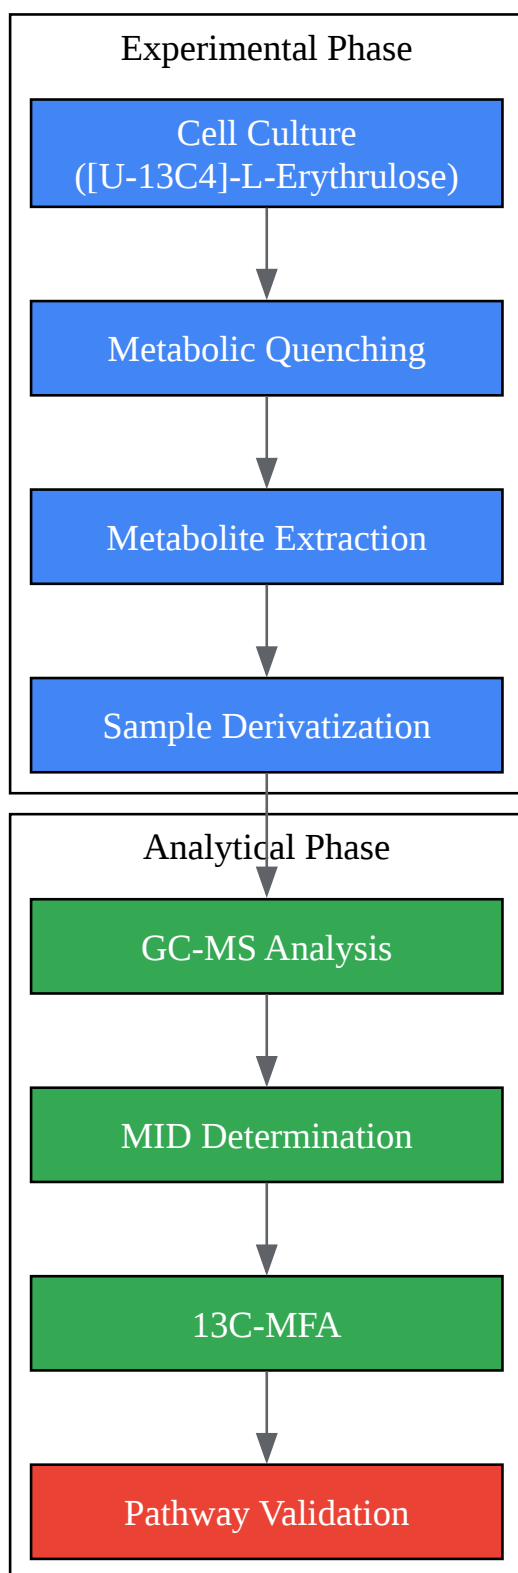 Experimental Phase
Cell Culture
([U-13C4]-L-Erythrulose)
Metabolic Quenching
Metabolite Extraction
Sample Derivatization
Analytical Phase
GC-MS Analysis
MID Determination
13C-MFA
Pathway Validation